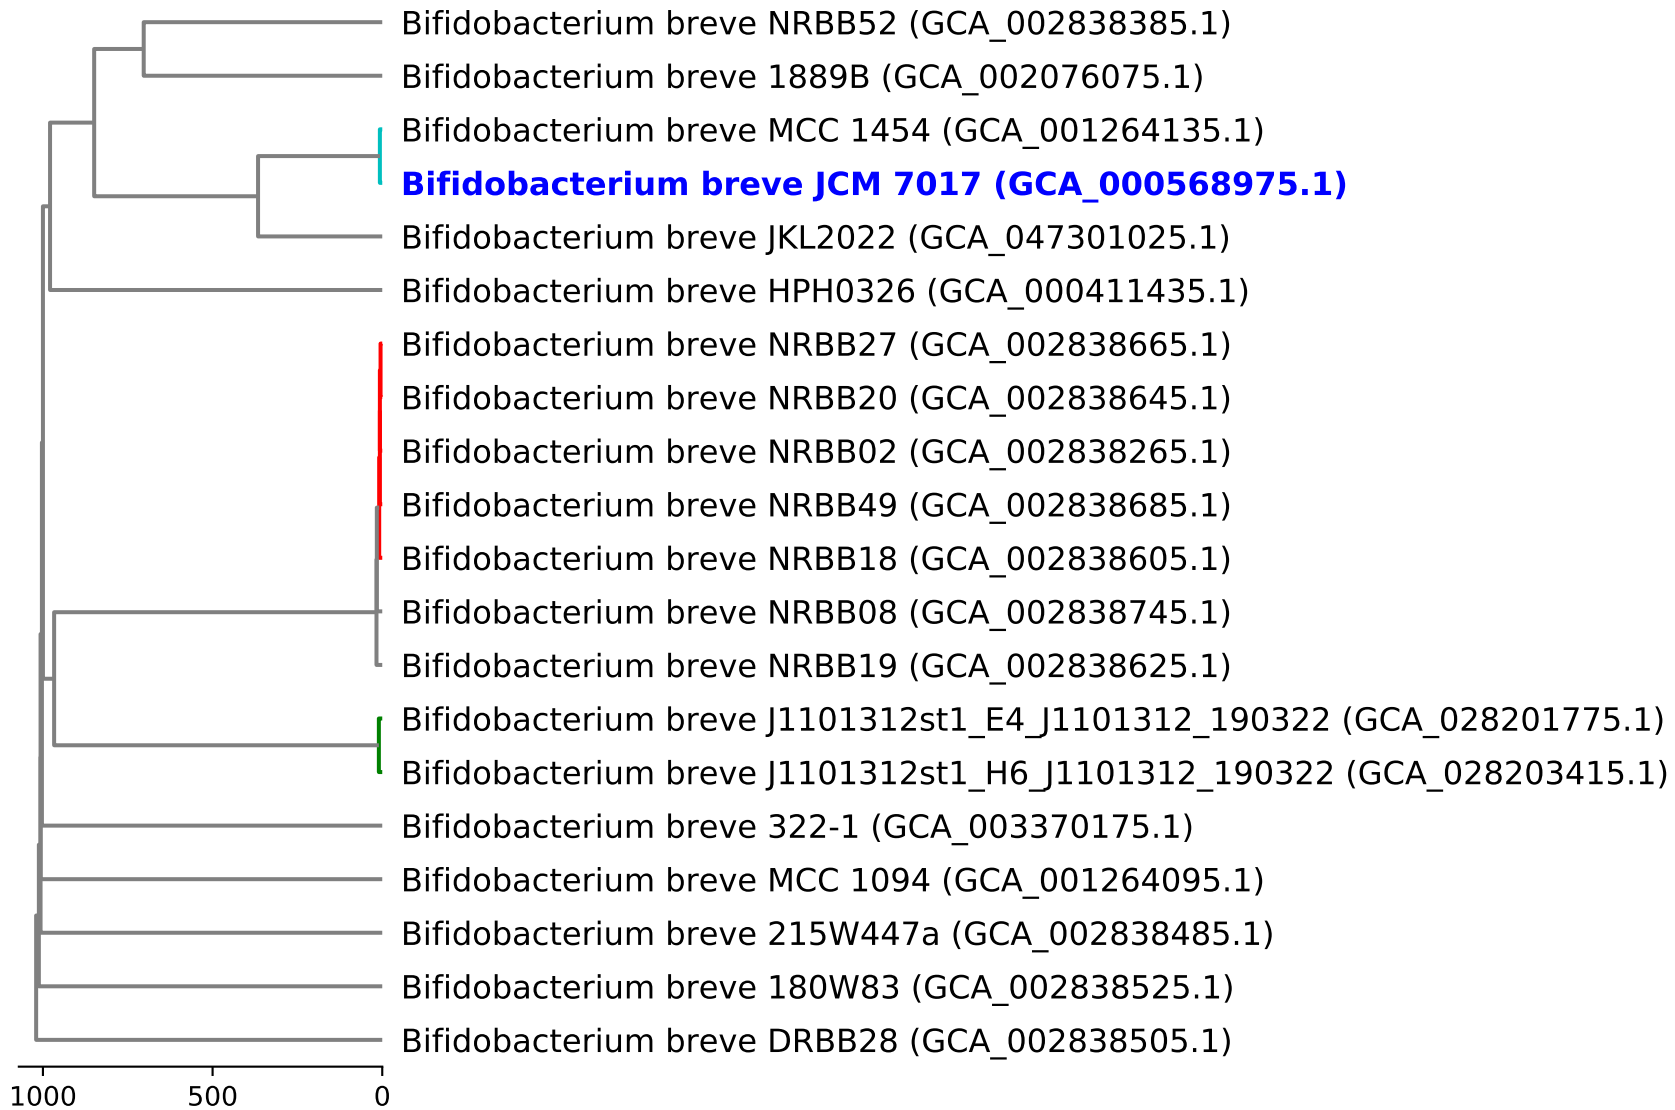 Bifidobacterium breve NRBB52 (GCA_002838385.1)
Bifidobacterium breve 1889B (GCA_002076075.1)
Bifidobacterium breve MCC 1454 (GCA_001264135.1)
Bifidobacterium breve JCM 7017 (GCA_000568975.1)
Bifidobacterium breve JKL2022 (GCA_047301025.1)
Bifidobacterium breve HPH0326 (GCA_000411435.1)
Bifidobacterium breve NRBB27 (GCA_002838665.1)
Bifidobacterium breve NRBB20 (GCA_002838645.1)
Bifidobacterium breve NRBB02 (GCA_002838265.1)
Bifidobacterium breve NRBB49 (GCA_002838685.1)
Bifidobacterium breve NRBB18 (GCA_002838605.1)
Bifidobacterium breve NRBB08 (GCA_002838745.1)
Bifidobacterium breve NRBB19 (GCA_002838625.1)
Bifidobacterium breve J1101312st1_E4_J1101312_190322 (GCA_028201775.1)
Bifidobacterium breve J1101312st1_H6_J1101312_190322 (GCA_028203415.1)
Bifidobacterium breve 322-1 (GCA_003370175.1)
Bifidobacterium breve MCC 1094 (GCA_001264095.1)
Bifidobacterium breve 215W447a (GCA_002838485.1)
Bifidobacterium breve 180W83 (GCA_002838525.1)
Bifidobacterium breve DRBB28 (GCA_002838505.1)
1000 500 0